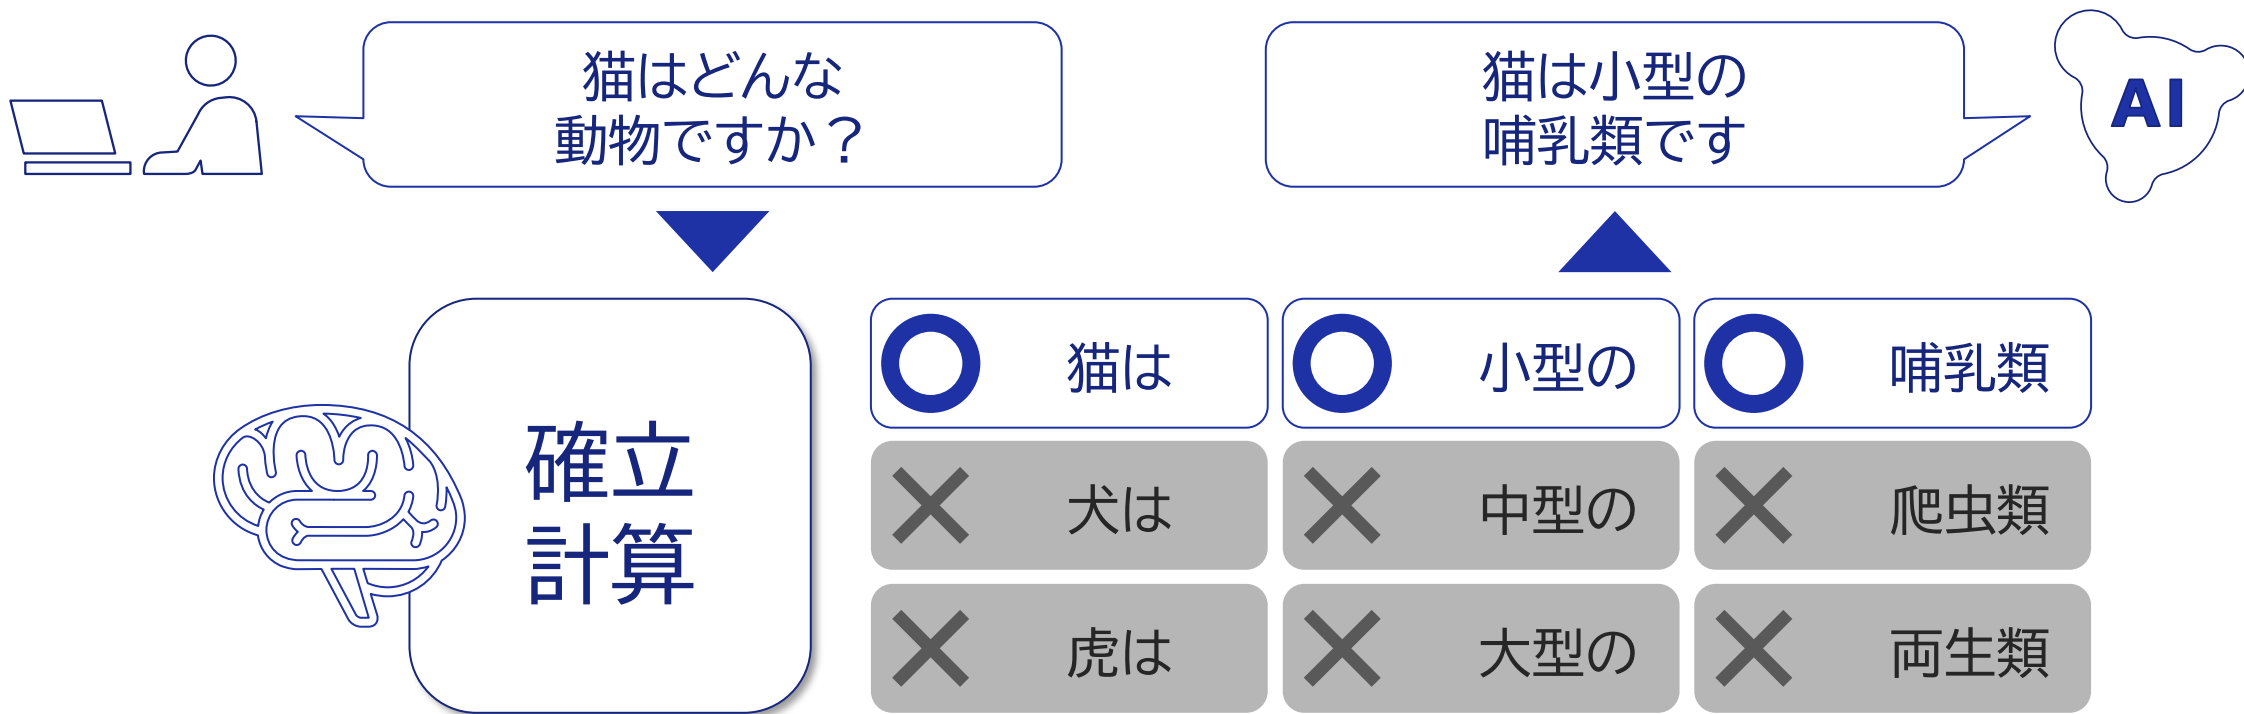 猫はどんな
動物ですか？
猫は小型の
哺乳類です
AI
確立
計算
猫は
小型の
哺乳類
犬は
中型の
爬虫類
虎は
大型の
両生類